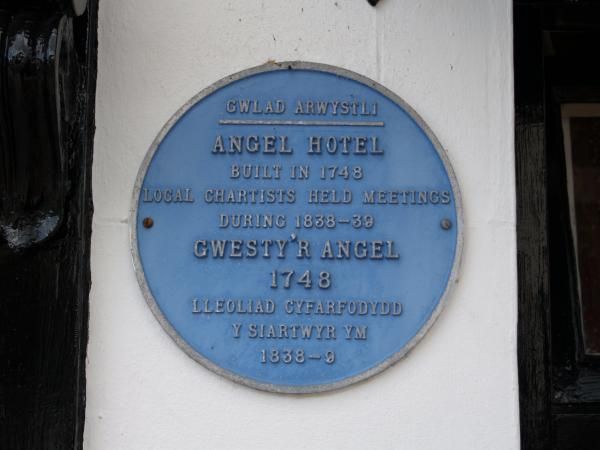 GWLAD ARWYSTLI
ANGEL HOTEL
BUILT IN 1748
LOCAL CHARTISTS HELD MEETINGS
DURING 1838-39
GWESTY'R ANGEL
1748
LLEOLIAD CYFARFODYDD
Y SIARTWYR YM
1838-9